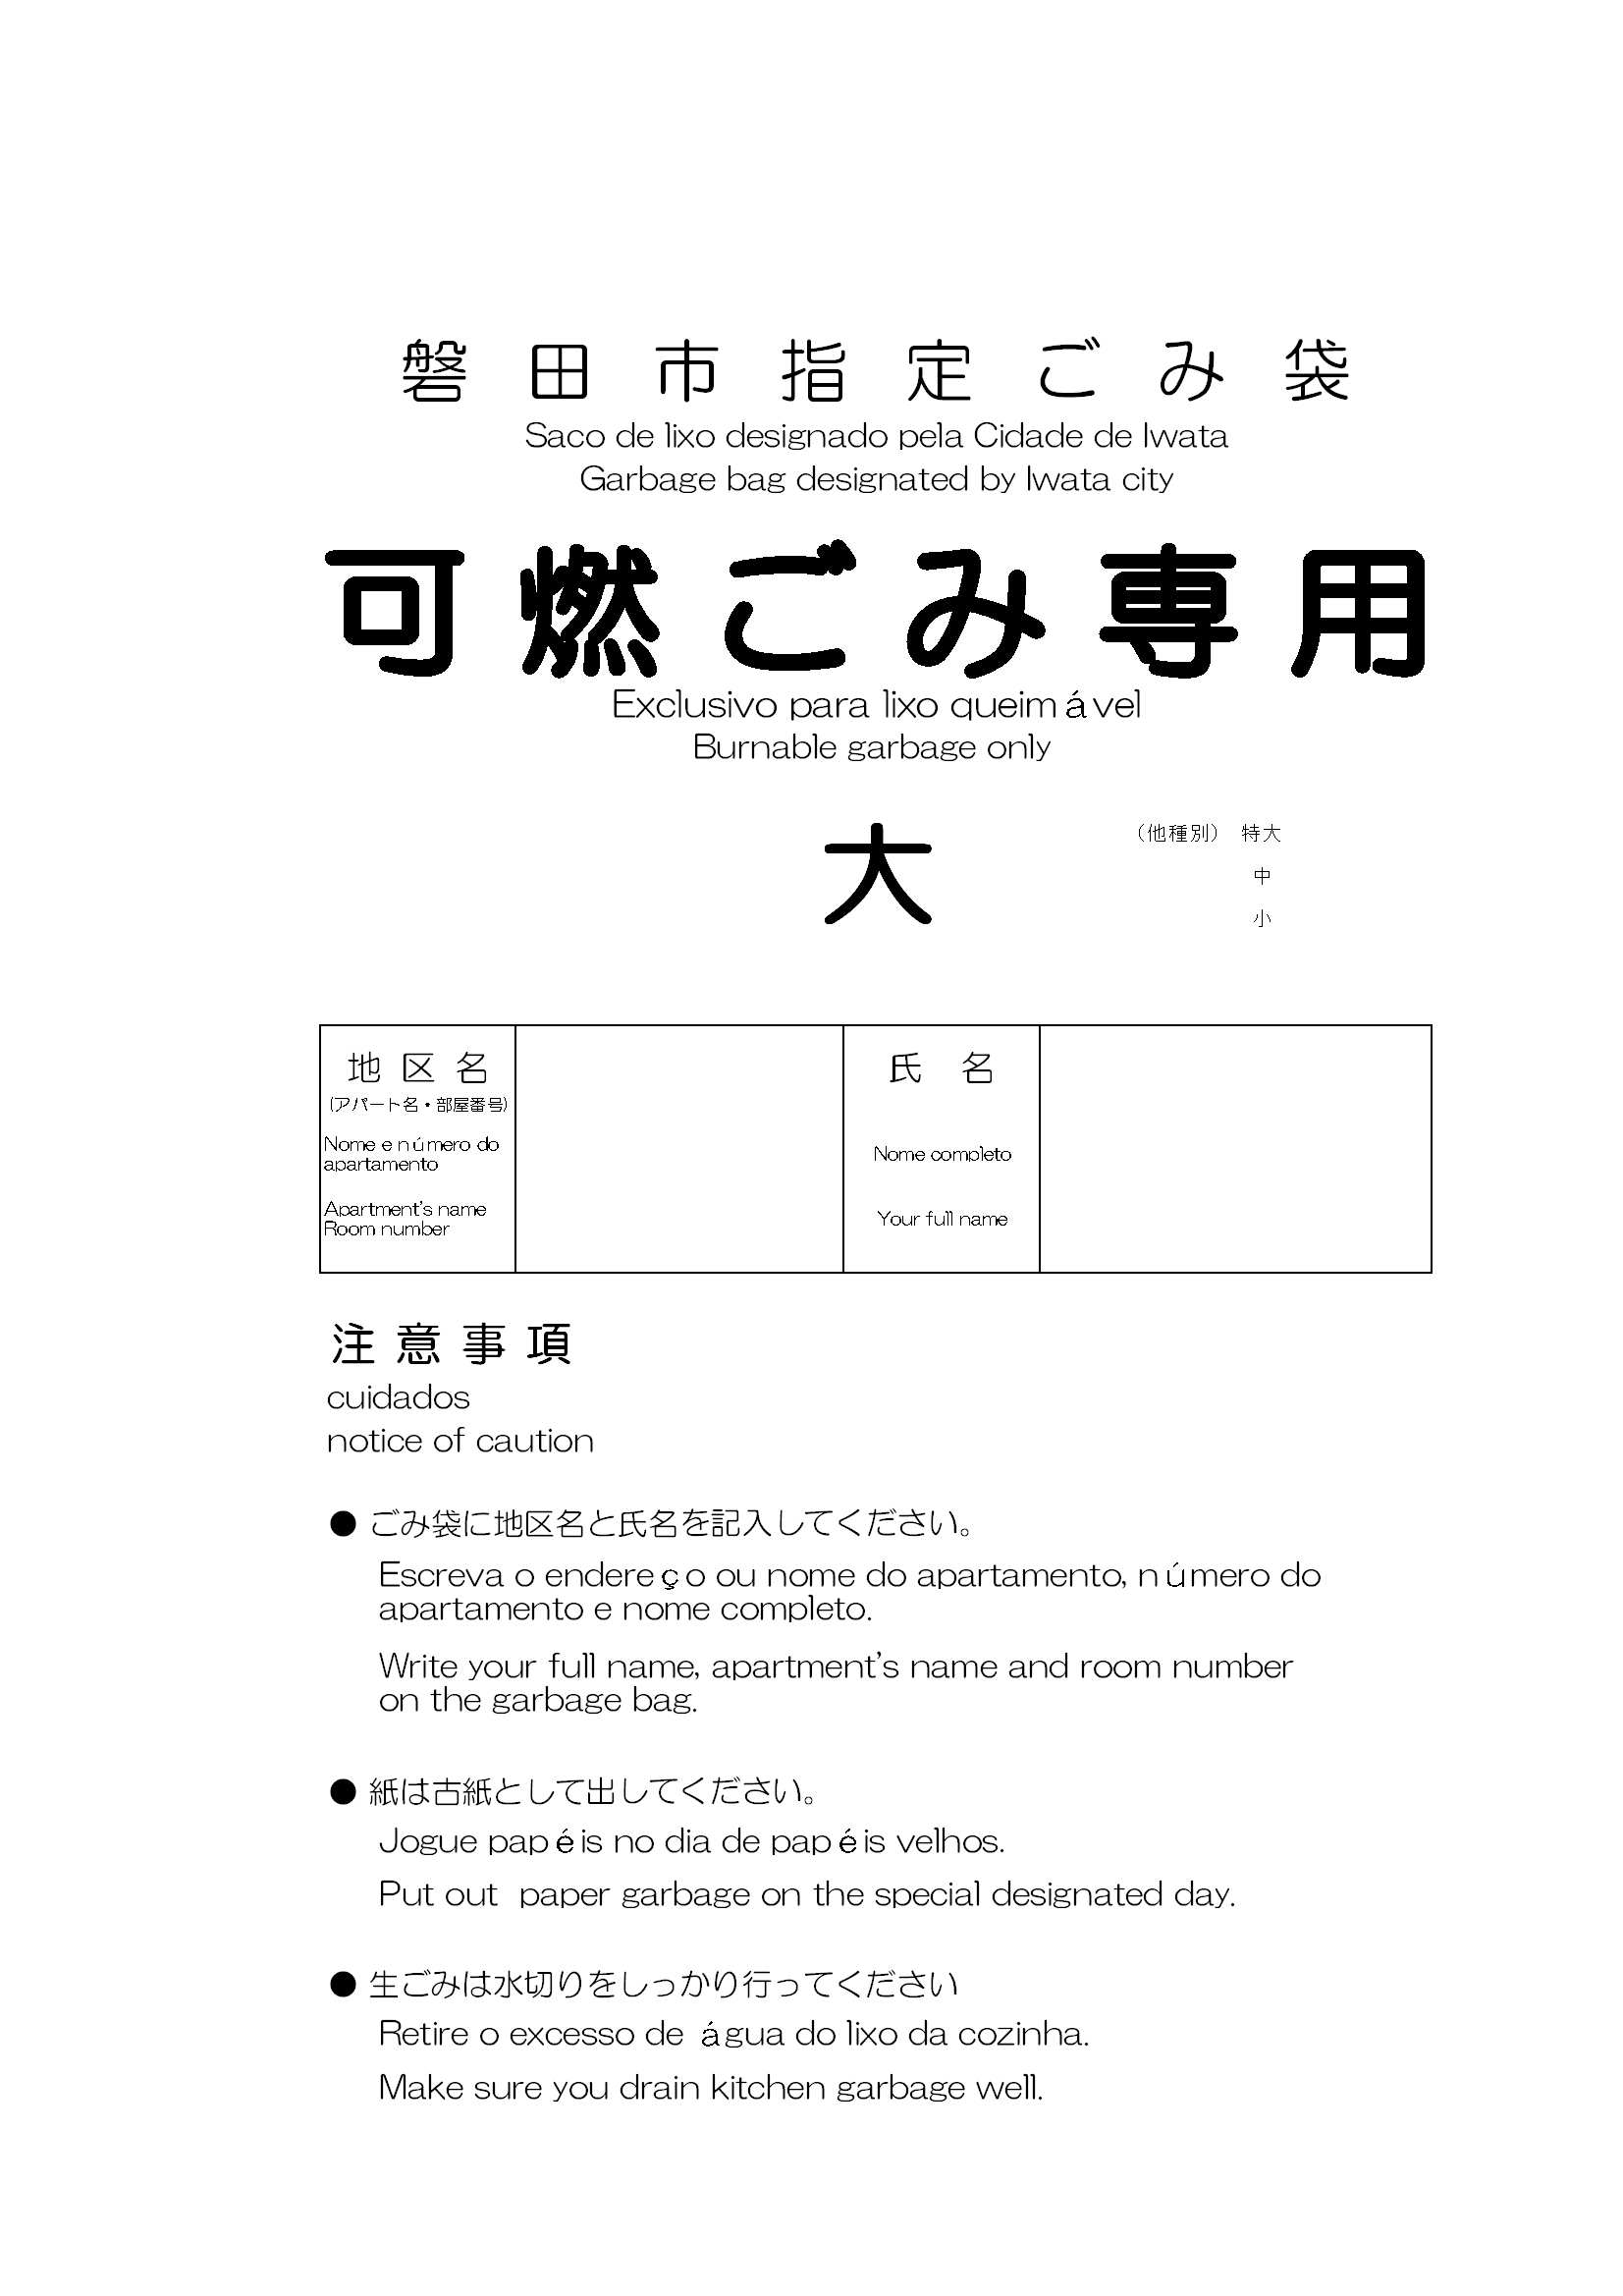 磐田市指定ごみ袋
Saco de lixo designado pela Cidade de Iwata
Garbage bag designated by Iwata city
可燃ごみ専用
Exclusivo para lixo queimável
Burnable garbage only
大
（他種別）　特大
中
小
地区名
(アパート名・部屋番号)
Nome e número do
apartamento
Apartment's name
Room number
氏　名
Nome completo
Your full name
注意事項
cuidados
notice of caution
● ごみ袋に地区名と氏名を記入してください。
Escreva o endereço ou nome do apartamento, número do
apartamento e nome completo.
Write your full name, apartment's name and room number
on the garbage bag.
● 紙は古紙として出してください。
Jogue papéis no dia de papéis velhos.
Put out paper garbage on the special designated day.
● 生ごみは水切りをしっかり行ってください
Retire o excesso de água do lixo da cozinha.
Make sure you drain kitchen garbage well.